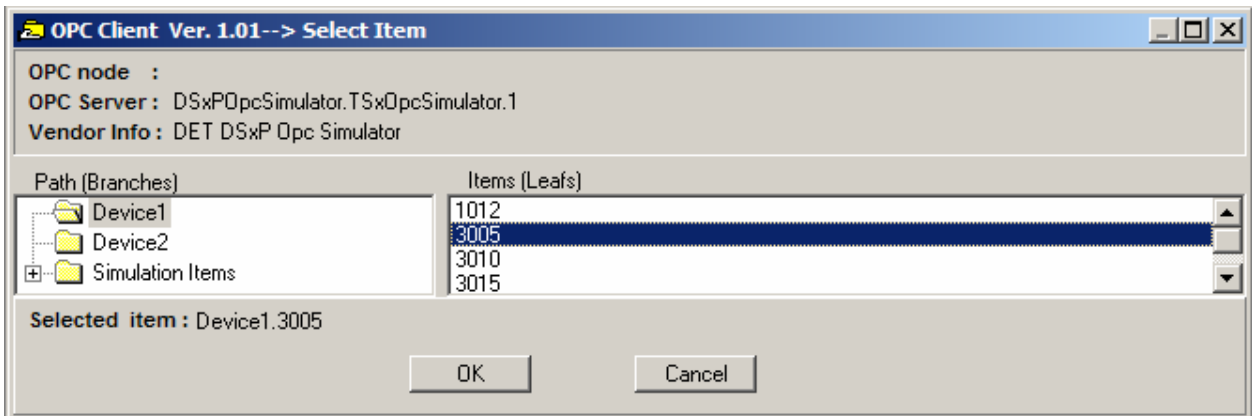 OPC Client Ver. 1.01--> Select Item
OPC node :
OPC Server : DSxPOpcSimulator.TSxOpcSimulator.1
Vendor Info : DET DSxP Opc Simulator
Path (Branches)
Items (Leafs)
Device1
Device2
Simulation Items
1012
3005
3010
3015
Selected item : Device1.3005
OK
Cancel